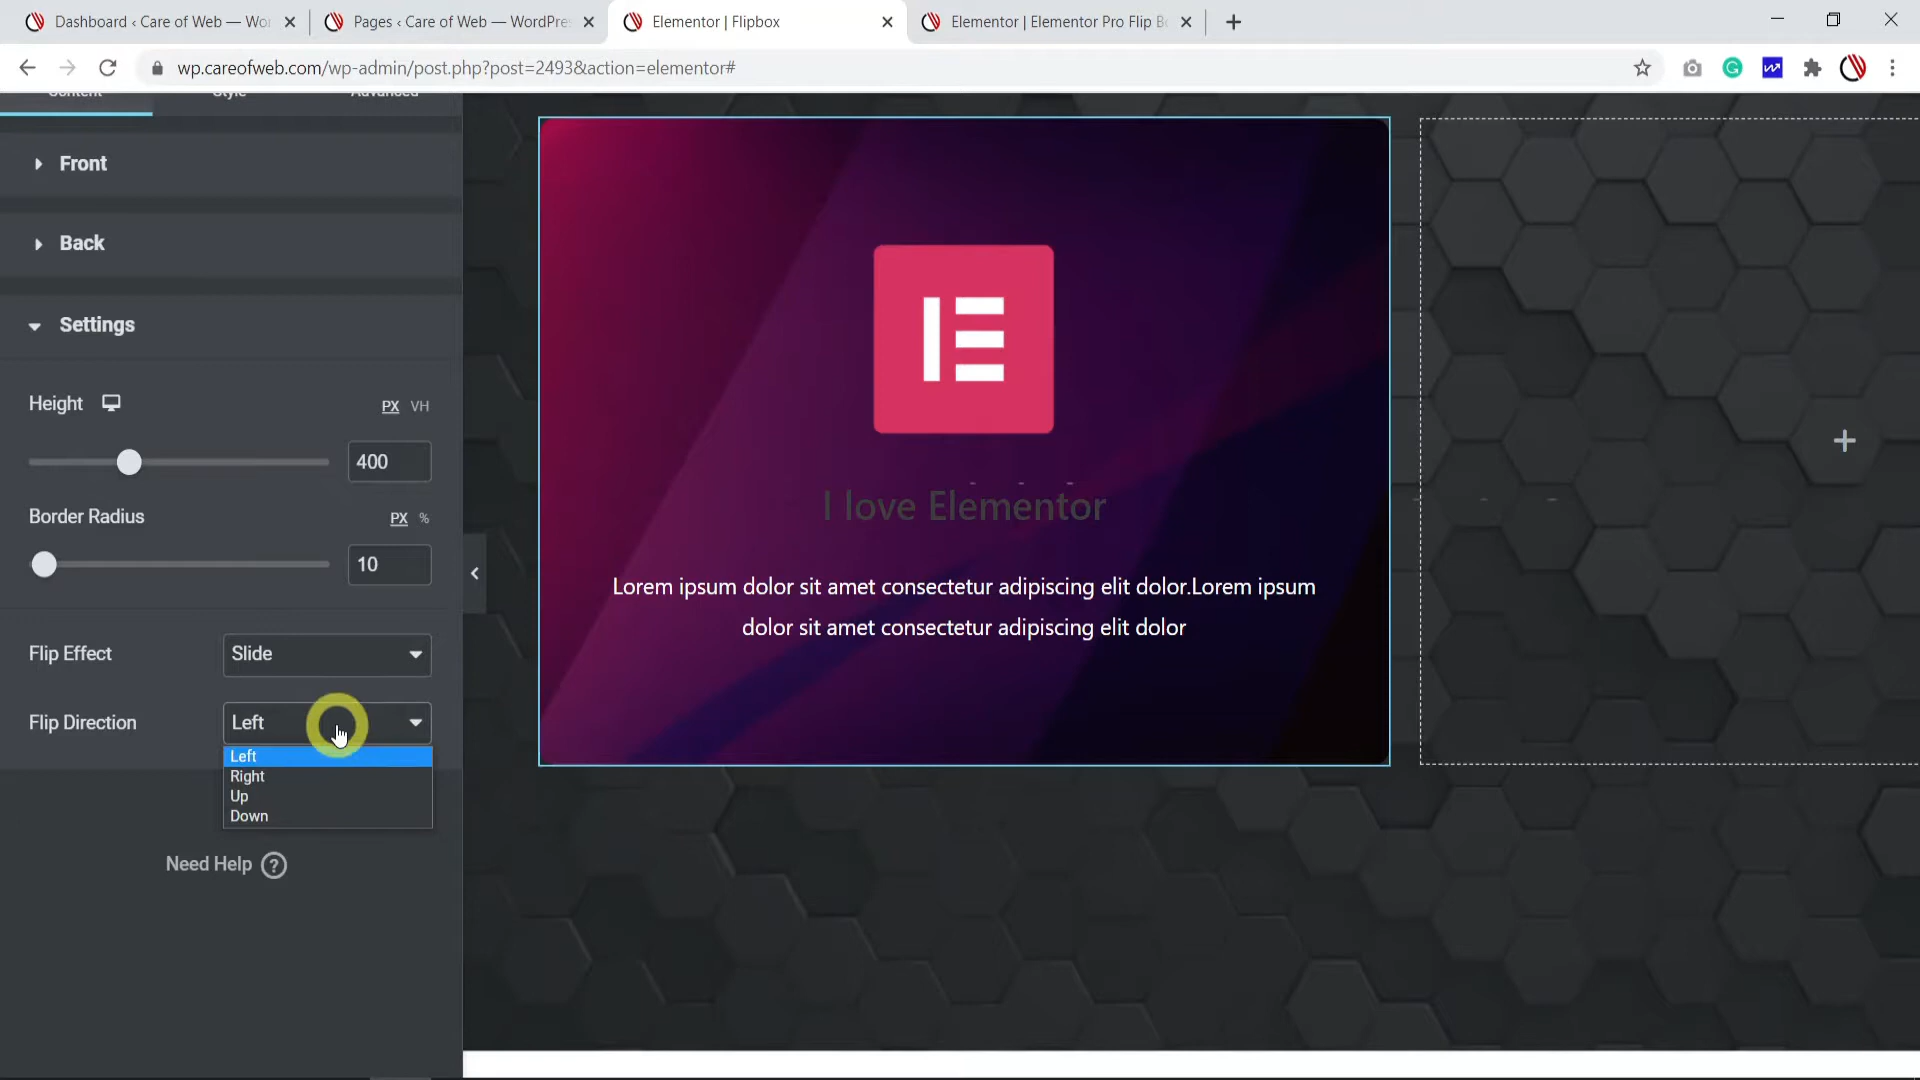 Dashboard ‹ Care of Web — Wo
Pages ‹ Care of Web — WordPre
Elementor | Flipbox
Elementor | Elementor Pro Flip B
wp.careofweb.com/wp-admin/post.php?post=2493&action=elementor#
Content Style Advanced
Front
Back
Settings
Height PX VH
400
Border Radius PX %
10
Flip Effect Slide
Flip Direction Left
Left
Right
Up
Down
Need Help ?
I love Elementor
Lorem ipsum dolor sit amet consectetur adipiscing elit dolor.Lorem ipsum
dolor sit amet consectetur adipiscing elit dolor